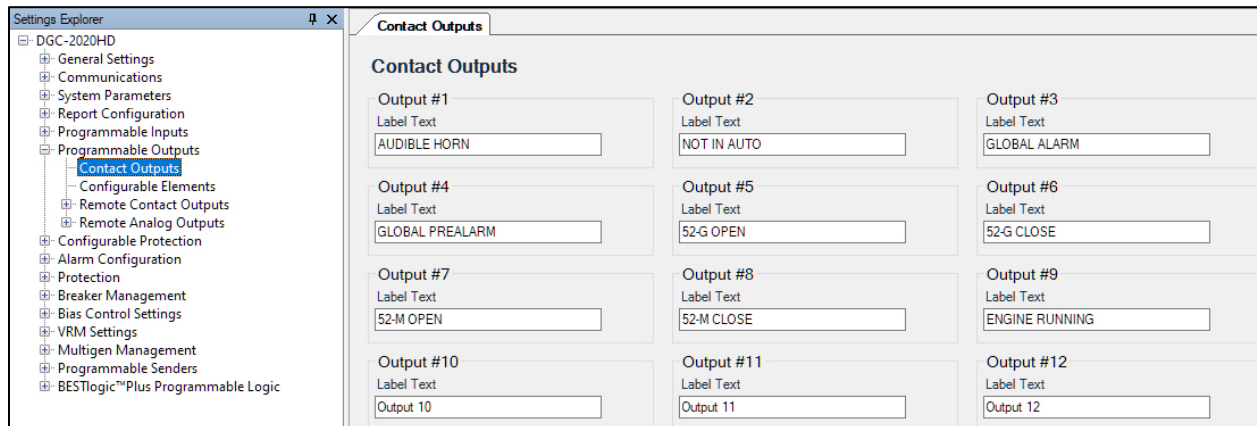 Settings Explorer
DGC-2020HD
General Settings
Communications
System Parameters
Report Configuration
Programmable Inputs
Programmable Outputs
Contact Outputs
Configurable Elements
Remote Contact Outputs
Remote Analog Outputs
Configurable Protection
Alarm Configuration
Protection
Breaker Management
Bias Control Settings
VRM Settings
Multigen Management
Programmable Senders
BESTlogic™Plus Programmable Logic
Contact Outputs
Contact Outputs
Output #1
Label Text
AUDIBLE HORN
Output #2
Label Text
NOT IN AUTO
Output #3
Label Text
GLOBAL ALARM
Output #4
Label Text
GLOBAL PREALARM
Output #5
Label Text
52-G OPEN
Output #6
Label Text
52-G CLOSE
Output #7
Label Text
52-M OPEN
Output #8
Label Text
52-M CLOSE
Output #9
Label Text
ENGINE RUNNING
Output #10
Label Text
Output 10
Output #11
Label Text
Output 11
Output #12
Label Text
Output 12